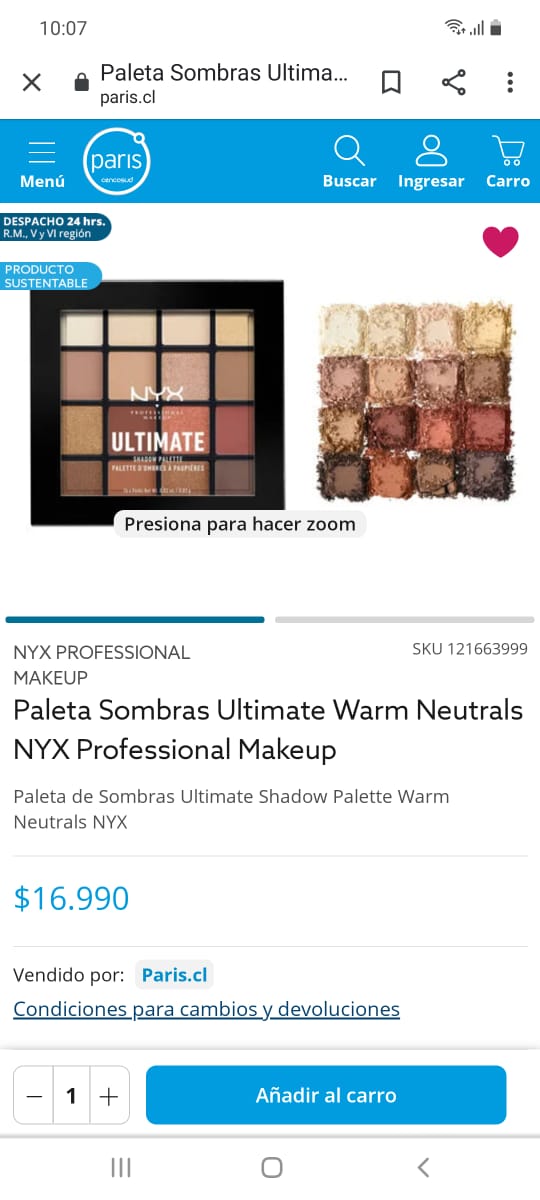 10:07
Paleta Sombras Ultima...
paris.cl
Menú
paris
cencosud
Buscar
Ingresar
Carro
DESPACHO 24 hrs.
R.M., V y VI región
PRODUCTO
SUSTENTABLE
NYX
PROFESSIONAL
MAKEUP
ULTIMATE
SHADOW PALETTE
PALETTE D'OMBRES À PAUPIÈRES
Presiona para hacer zoom
NYX PROFESSIONAL
MAKEUP
SKU 121663999
Paleta Sombras Ultimate Warm Neutrals
NYX Professional Makeup
Paleta de Sombras Ultimate Shadow Palette Warm
Neutrals NYX
$16.990
Vendido por: Paris.cl
Condiciones para cambios y devoluciones
— 1 +
Añadir al carro